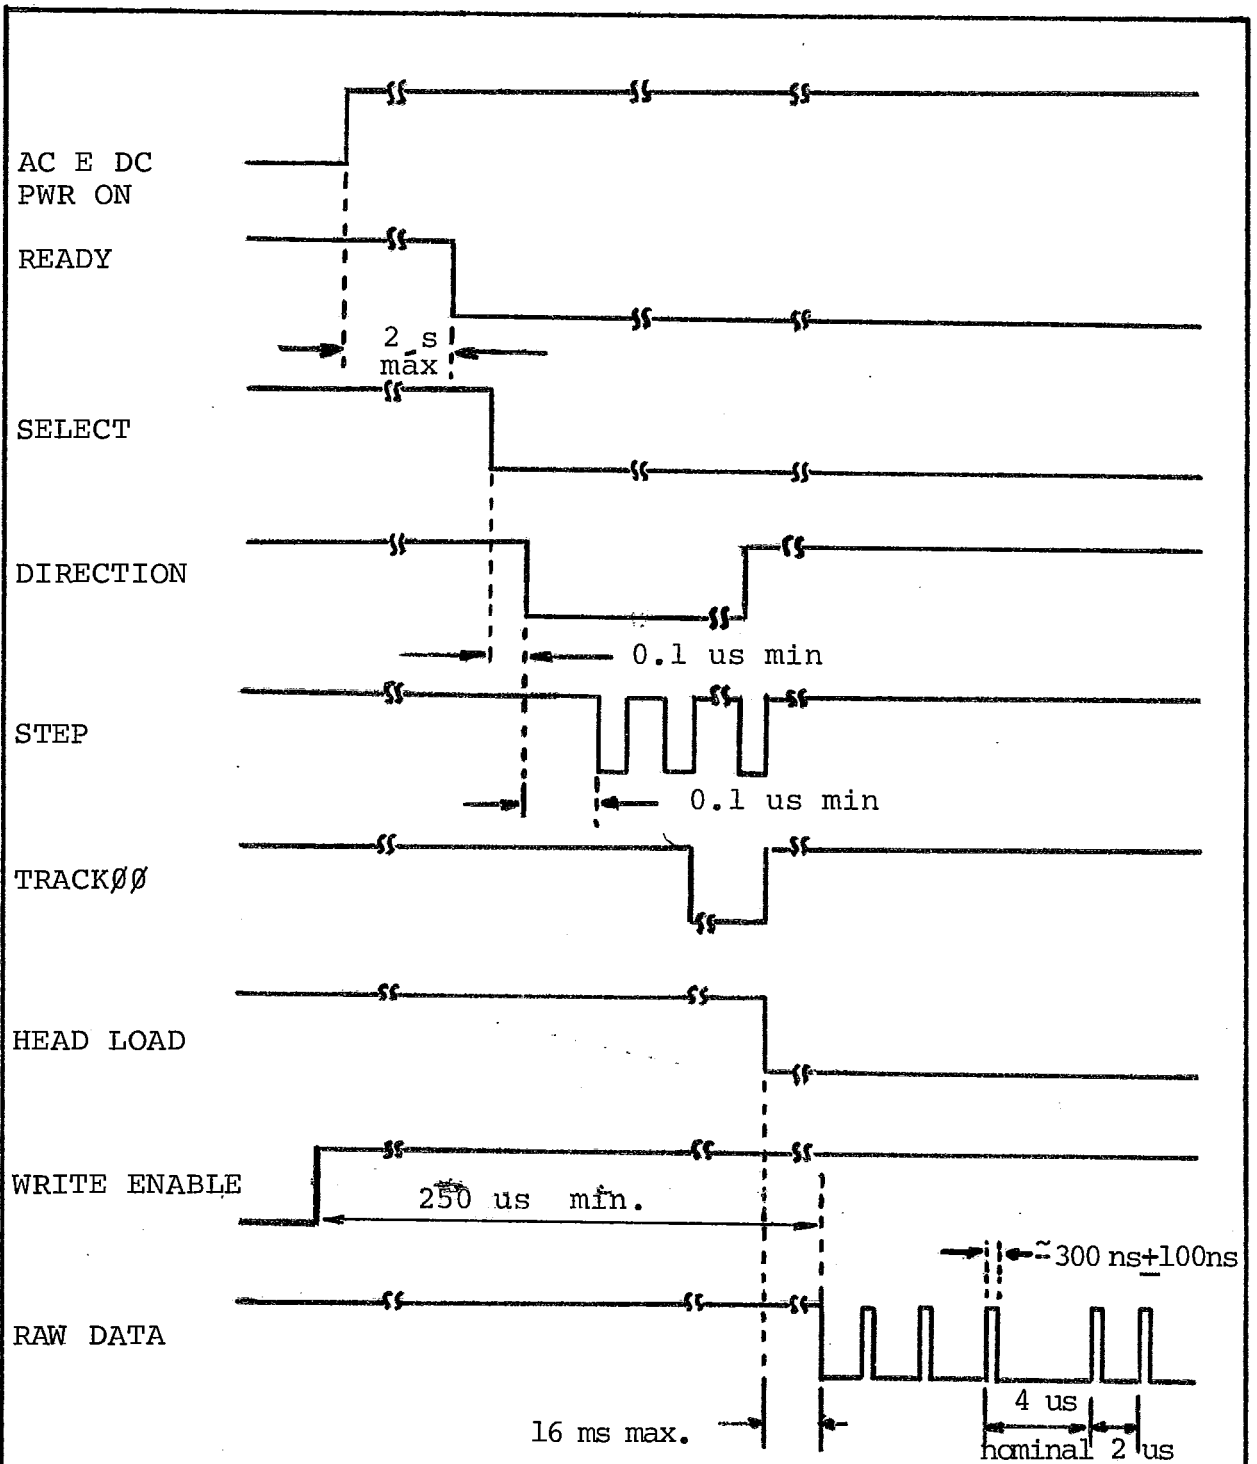 AC E DC
PWR ON
READY
2 s
máx
SELECT
DIRECTION
0.1 us min
STEP
0.1 us min
TRACKØØ
HEAD LOAD
WRITE ENABLE
250 us min.
≃300 ns±100ns
RAW DATA
4 us
16 ms max.
nominal 2 us